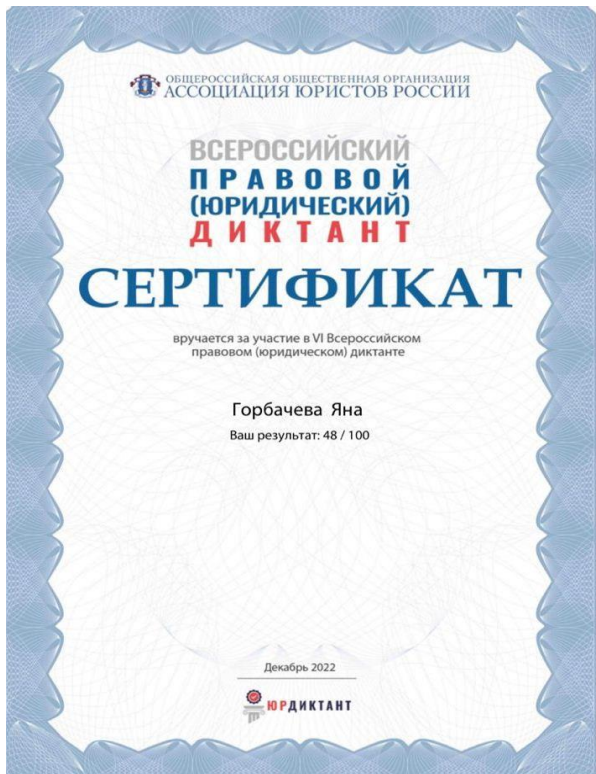 ОБЩЕРОССИЙСКАЯ ОБЩЕСТВЕННАЯ ОРГАНИЗАЦИЯ
АССОЦИАЦИЯ ЮРИСТОВ РОССИИ
ВСЕРОССИЙСКИЙ
ПРАВОВОЙ
(ЮРИДИЧЕСКИЙ)
ДИКТАНТ
СЕРТИФИКАТ
вручается за участие в VI Всероссийском
правовом (юридическом) диктанте
Горбачева Яна
Ваш результат: 48 / 100
Декабрь 2022
ЮРДИКТАНТ